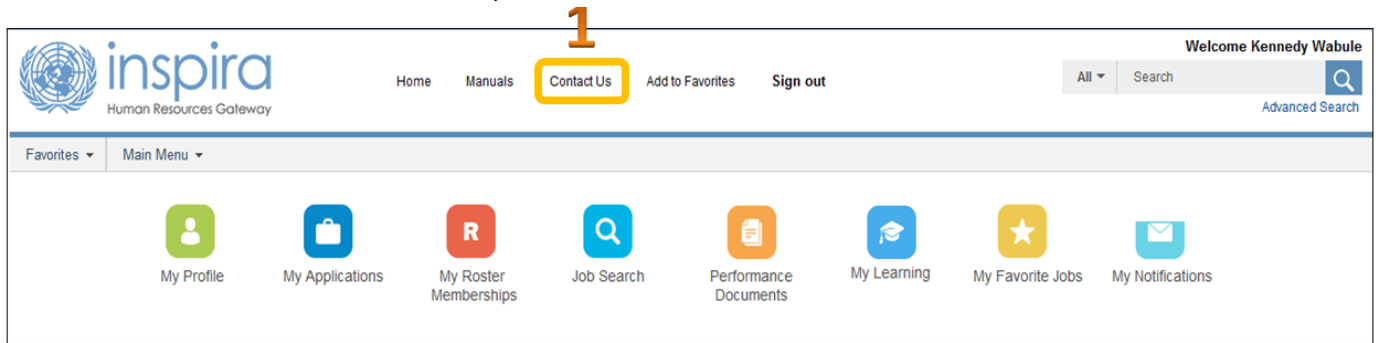 1
Welcome Kennedy Wabule
inspira
Human Resources Gateway
Home Manuals Contact Us Add to Favorites Sign out
All Search
Advanced Search
Favorites Main Menu
R
My Profile My Applications My Roster Memberships Job Search Performance Documents My Learning My Favorite Jobs My Notifications